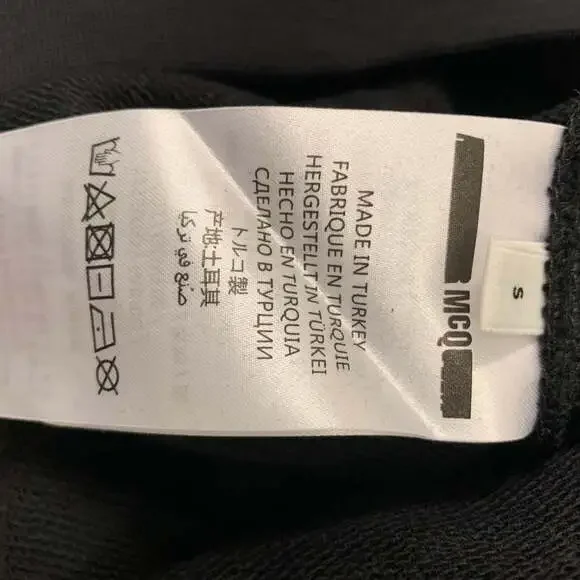 S
MCQ
MADE IN TURKEY
FABRIQUE EN TURQUIE
HERGESTELLT IN TÜRKEI
HECHO EN TURQUIA
СДЕЛАНО В ТУРЦИИ
トルコ製
产地:土耳其
صُنع في تركيا